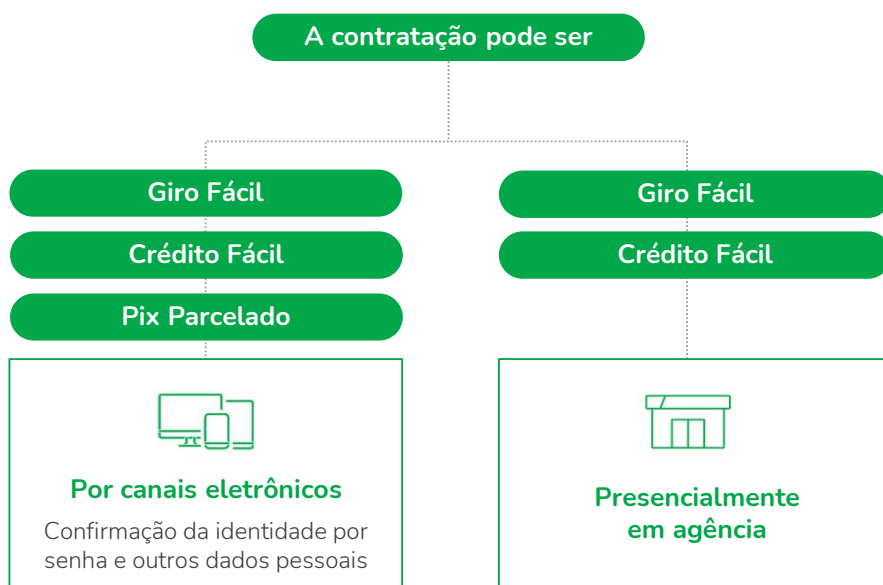 A contratação pode ser
Giro Fácil
Crédito Fácil
Pix Parcelado
Por canais eletrônicos
Confirmação da identidade por
senha e outros dados pessoais
Giro Fácil
Crédito Fácil
Presencialmente
em agência